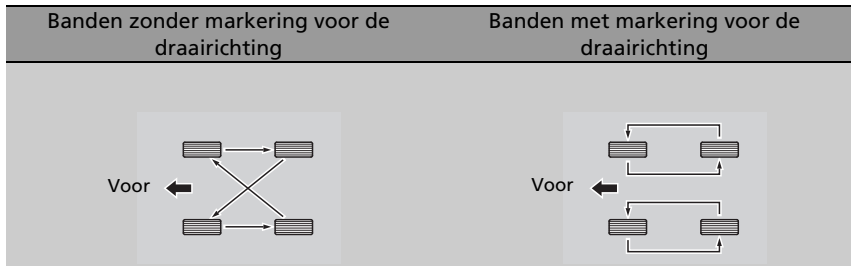 Banden zonder markering voor de
draairichting
Banden met markering voor de
draairichting
Voor
Voor